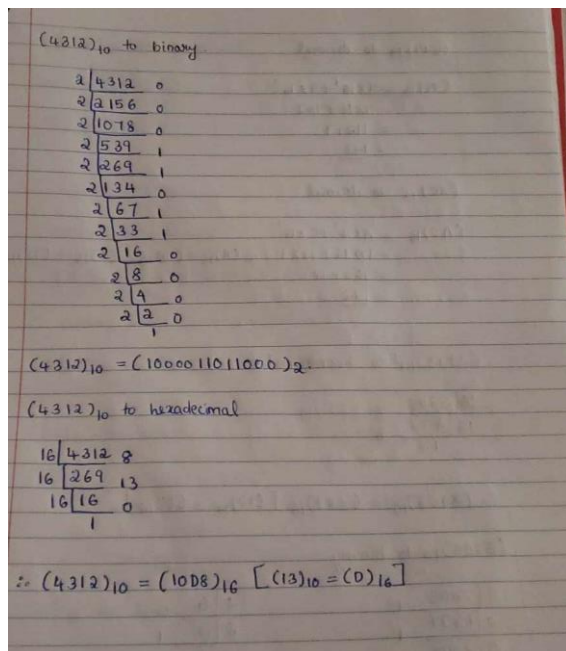 (4312)10 to binary.
2 4312 0
2 2156 0
2 1078 0
2 539 1
2 269 1
2 134 0
2 67 1
2 33 1
2 16 0
2 8 0
2 4 0
2 2 0
1
(4312)10 = (1000011011000)2.
(4312)10 to hexadecimal
16 4312 8
16 269 13
16 16 0
1
∴ (4312)10 = (10D8)16 [(13)10 = (D)16]